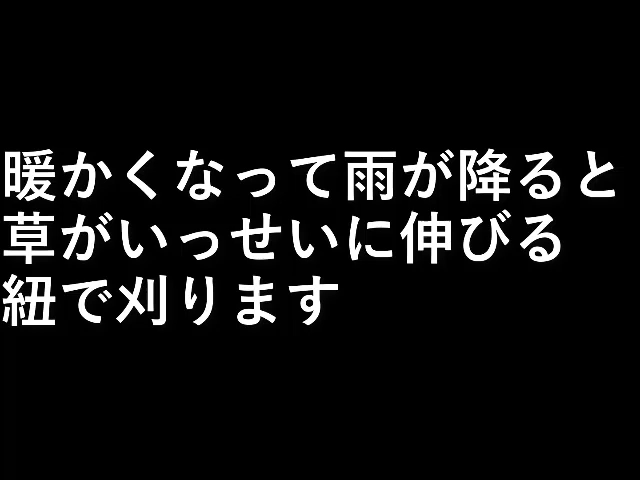 暖かくなって雨が降ると
草がいっせいに伸びる
紐で刈ります